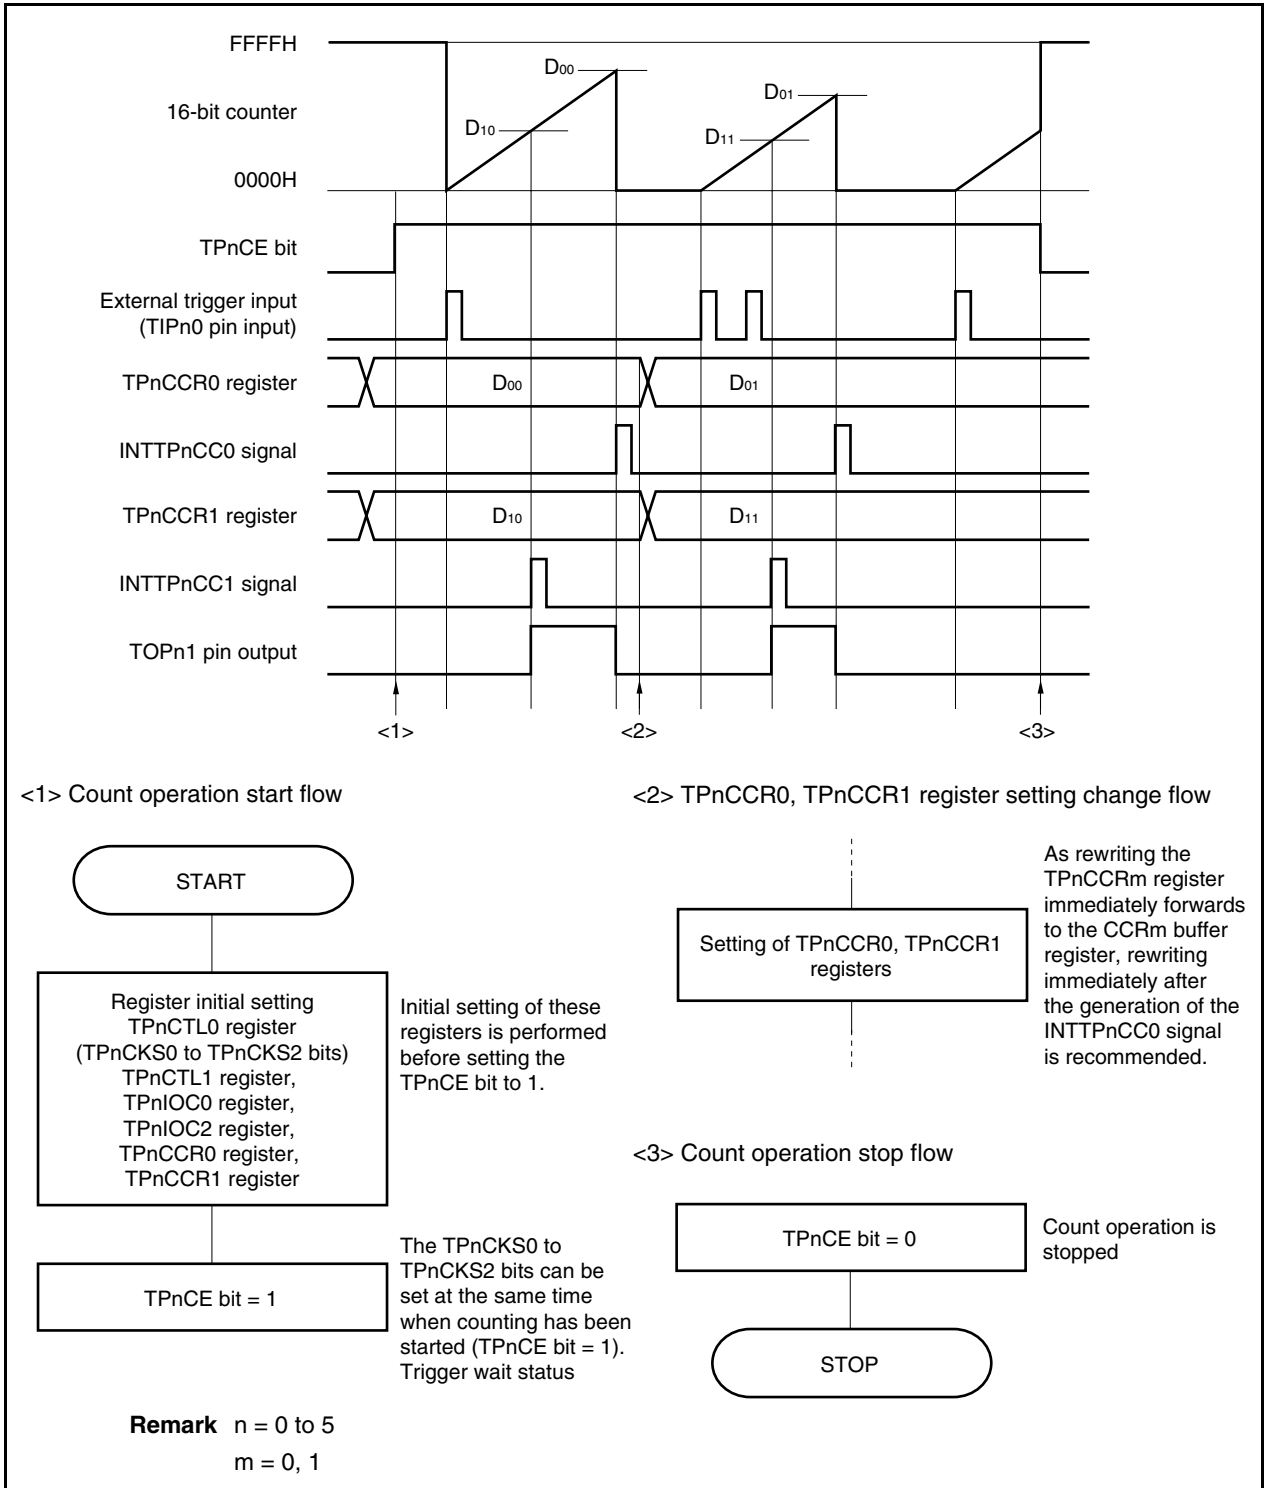 FFFFH
D00
D01
16-bit counter
D10
D11
0000H
TPnCE bit
External trigger input
(TIPn0 pin input)
TPnCCR0 register
D00
D01
INTTPnCC0 signal
TPnCCR1 register
D10
D11
INTTPnCC1 signal
TOPn1 pin output
<1>
<2>
<3>
<1> Count operation start flow
START
Register initial setting
TPnCTL0 register
(TPnCKS0 to TPnCKS2 bits)
TPnCTL1 register,
TPnIOC0 register,
TPnIOC2 register,
TPnCCR0 register,
TPnCCR1 register
Initial setting of these
registers is performed
before setting the
TPnCE bit to 1.
TPnCE bit = 1
The TPnCKS0 to
TPnCKS2 bits can be
set at the same time
when counting has been
started (TPnCE bit = 1).
Trigger wait status
<2> TPnCCR0, TPnCCR1 register setting change flow
Setting of TPnCCR0, TPnCCR1
registers
As rewriting the
TPnCCRm register
immediately forwards
to the CCRm buffer
register, rewriting
immediately after
the generation of the
INTTPnCC0 signal
is recommended.
<3> Count operation stop flow
TPnCE bit = 0
Count operation is
stopped
STOP
Remark n = 0 to 5
m = 0, 1